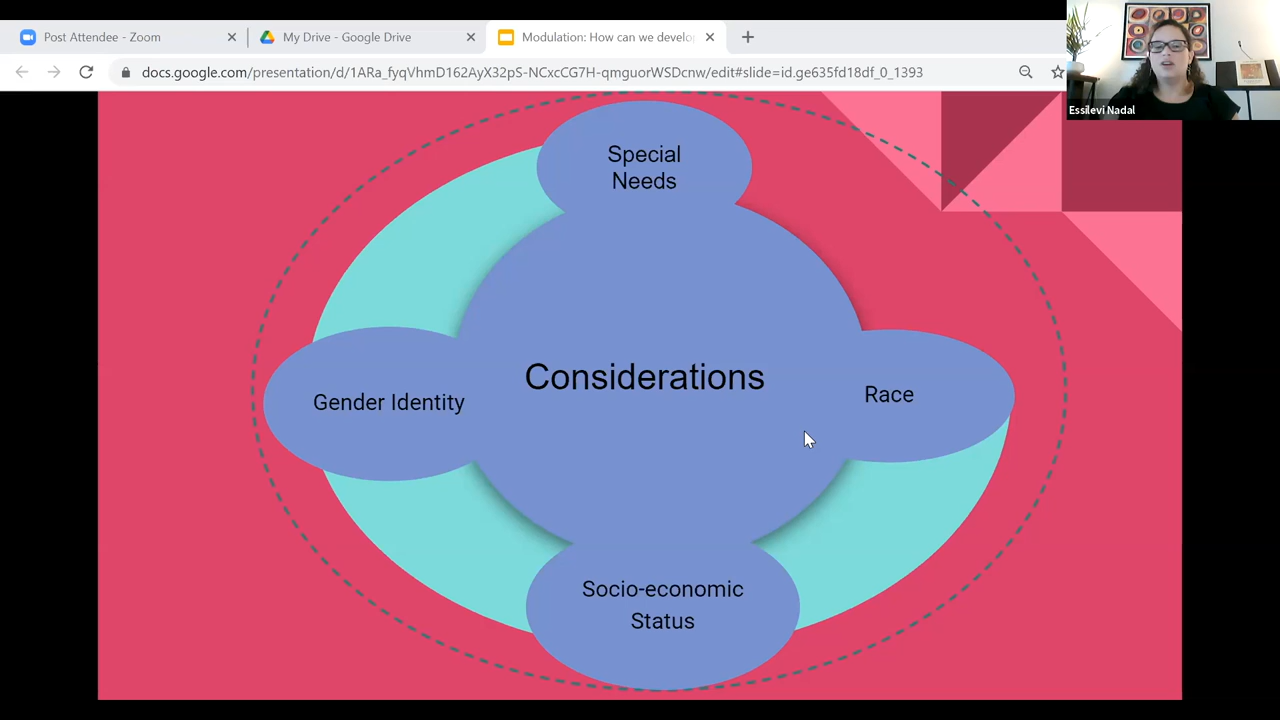 Post Attendee - Zoom
My Drive - Google Drive
Modulation: How can we develo
docs.google.com/presentation/d/1ARa_fyqVhmD162AyX32pS-NCxcCG7H-qmguorWSDcnw/edit#slide=id.ge635fd18df_0_1393
Essilevi Nadal
Special
Needs
Gender Identity
Considerations
Race
Socio-economic
Status